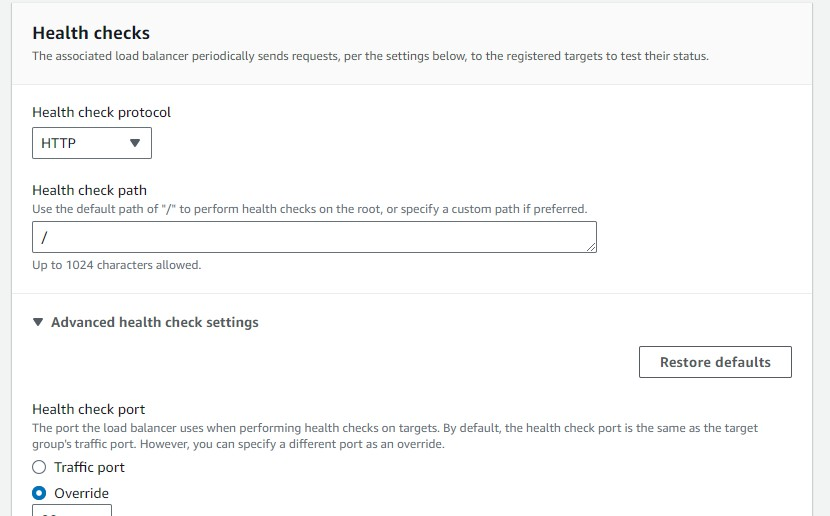 Health checks
The associated load balancer periodically sends requests, per the settings below, to the registered targets to test their status.
Health check protocol
HTTP
Health check path
Use the default path of "/" to perform health checks on the root, or specify a custom path if preferred.
/
Up to 1024 characters allowed.
Advanced health check settings
Restore defaults
Health check port
The port the load balancer uses when performing health checks on targets. By default, the health check port is the same as the target
group's traffic port. However, you can specify a different port as an override.
Traffic port
Override